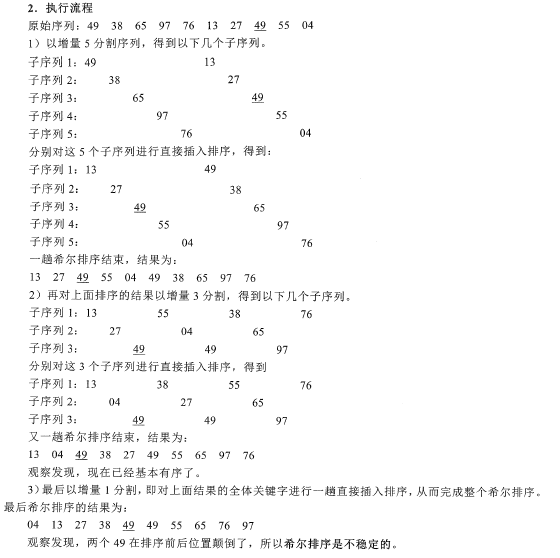 2．执行流程
原始序列：49 38 65 97 76 13 27 49 55 04
1）以增量 5 分割序列，得到以下几个子序列。
子序列 1：49 13
子序列 2： 38 27
子序列 3： 65 49
子序列 4： 97 55
子序列 5： 76 04
分别对这 5 个子序列进行直接插入排序，得到：
子序列 1：13 49
子序列 2： 27 38
子序列 3： 49 65
子序列 4： 55 97
子序列 5： 04 76
一趟希尔排序结束，结果为：
13 27 49 55 04 49 38 65 97 76
2）再对上面排序的结果以增量 3 分割，得到以下几个子序列。
子序列 1：13 55 38 76
子序列 2： 27 04 65
子序列 3： 49 49 97
分别对这 3 个子序列进行直接插入排序，得到
子序列 1：13 38 55 76
子序列 2： 04 27 65
子序列 3： 49 49 97
又一趟希尔排序结束，结果为：
13 04 49 38 27 49 55 65 97 76
观察发现，现在已经基本有序了。
3）最后以增量 1 分割，即对上面结果的全体关键字进行一趟直接插入排序，从而完成整个希尔排序。
最后希尔排序的结果为：
04 13 27 38 49 49 55 65 76 97
观察发现，两个 49 在排序前后位置颠倒了，所以希尔排序是不稳定的。